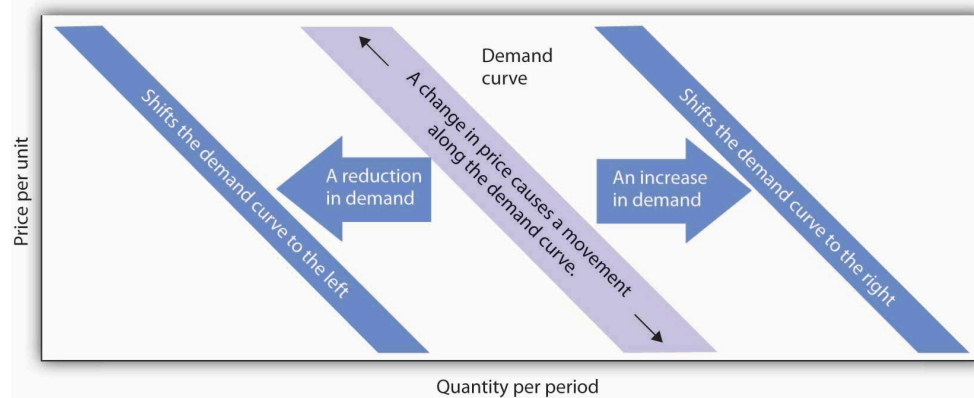 Demand
curve
Shifts the demand curve to the left
A change in price causes a movement
along the demand curve.
Shifts the demand curve to the right
A reduction
in demand
An increase
in demand
Price per unit
Quantity per period